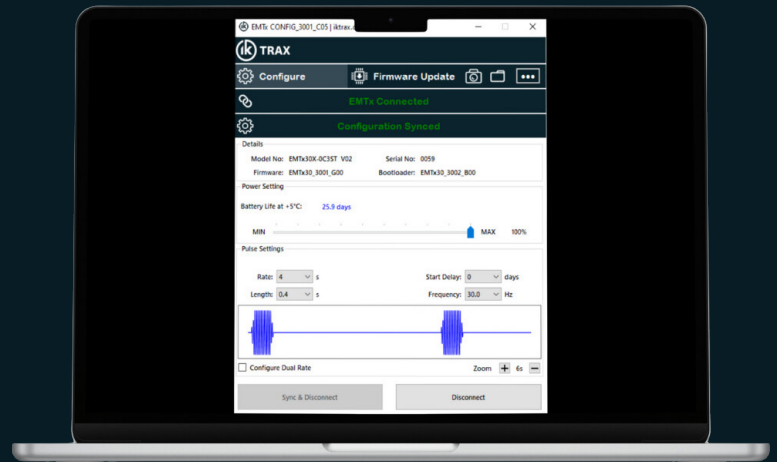 EMTx CONFIG_3001_C05 | iktrax.c
ik TRAX
Configure Firmware Update
EMTx Connected
Configuration Synced
Details
Model No: EMTx30X-0C3ST V02 Serial No: 0059
Firmware: EMTx30_3001_G00 Bootloader: EMTx30_3002_B00
Power Setting
Battery Life at +5°C: 25.9 days
MIN MAX 100%
Pulse Settings
Rate: 4 s Start Delay: 0 days
Length: 0.4 s Frequency: 30.0 Hz
Configure Dual Rate Zoom + 6s −
Sync & Disconnect Disconnect